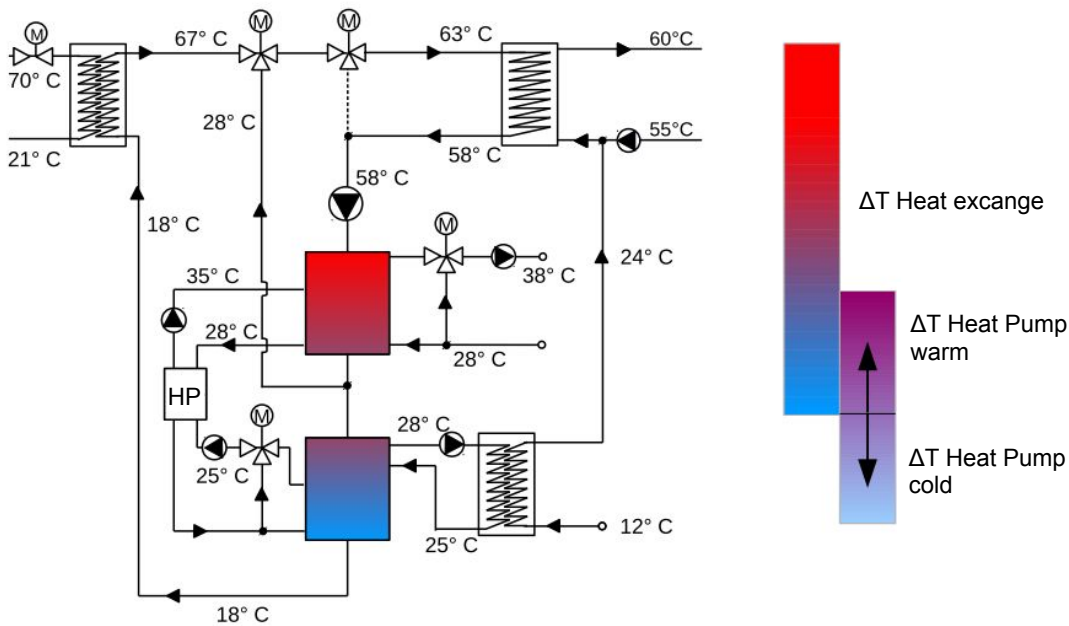 M
M
M
67° C
63° C
60°C
70° C
28° C
55°C
21° C
58° C
58° C
18° C
M
35° C
38° C
24° C
28° C
28° C
HP
M
28° C
25° C
25° C
12° C
18° C
ΔT Heat excange
ΔT Heat Pump
warm
ΔT Heat Pump
cold